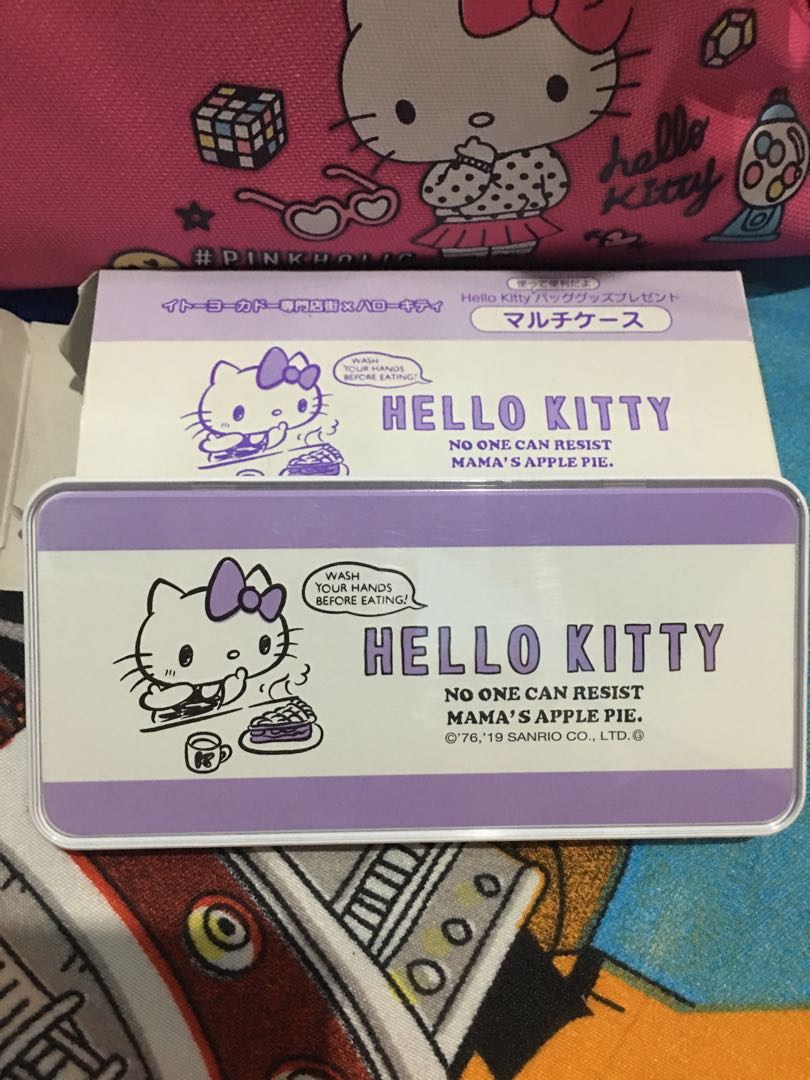 hello
kitty
#PINKHOLIC
使って便利だよ
イトーヨーカドー専門店街×ハローキティ
Hello Kitty バッググッズプレゼント
マルチケース
WASH
YOUR HANDS
BEFORE EATING!
HELLO KITTY
NO ONE CAN RESIST
MAMA'S APPLE PIE.
WASH
YOUR HANDS
BEFORE EATING!
HELLO KITTY
NO ONE CAN RESIST
MAMA'S APPLE PIE.
©'76,'19 SANRIO CO., LTD. Ⓖ
K